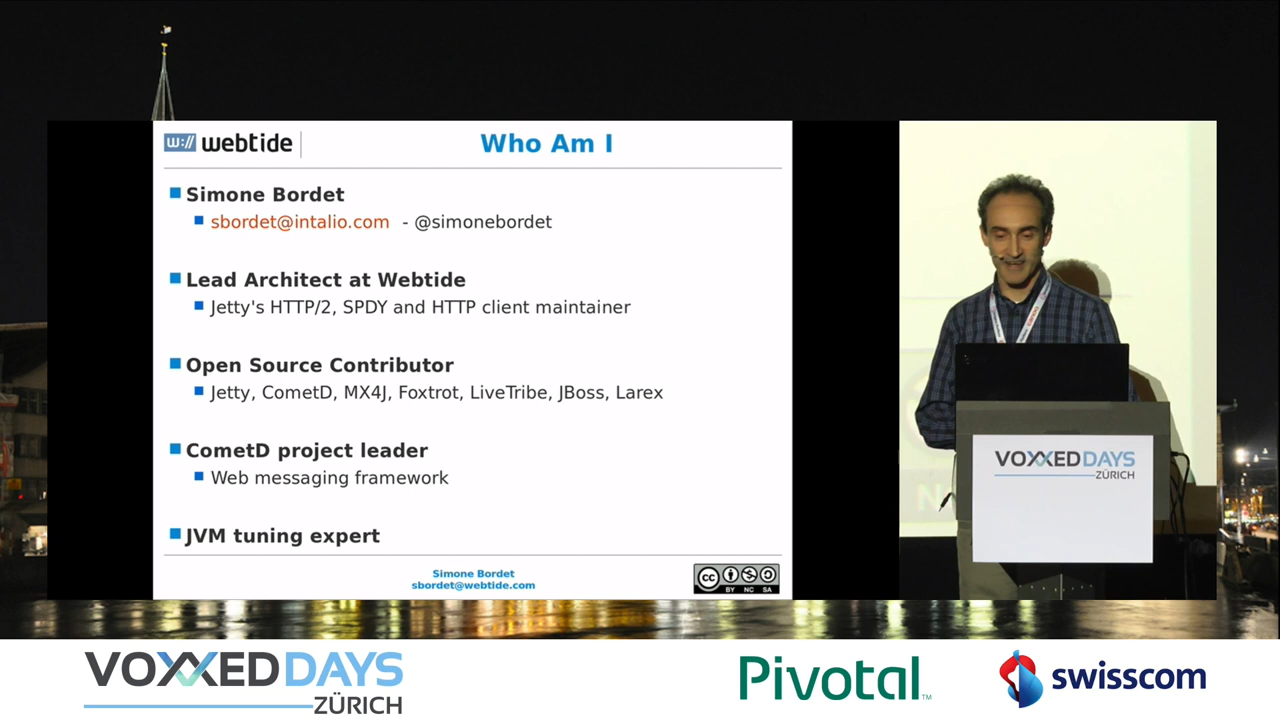 w:// webtide
Who Am I
Simone Bordet
sbordet@intalio.com - @simonebordet
Lead Architect at Webtide
Jetty's HTTP/2, SPDY and HTTP client maintainer
Open Source Contributor
Jetty, CometD, MX4J, Foxtrot, LiveTribe, JBoss, Larex
CometD project leader
Web messaging framework
JVM tuning expert
Simone Bordet
sbordet@webtide.com
cc
BY NC SA
VOXXED DAYS
ZÜRICH
VOXXED DAYS
ZÜRICH
Pivotal™
swisscom